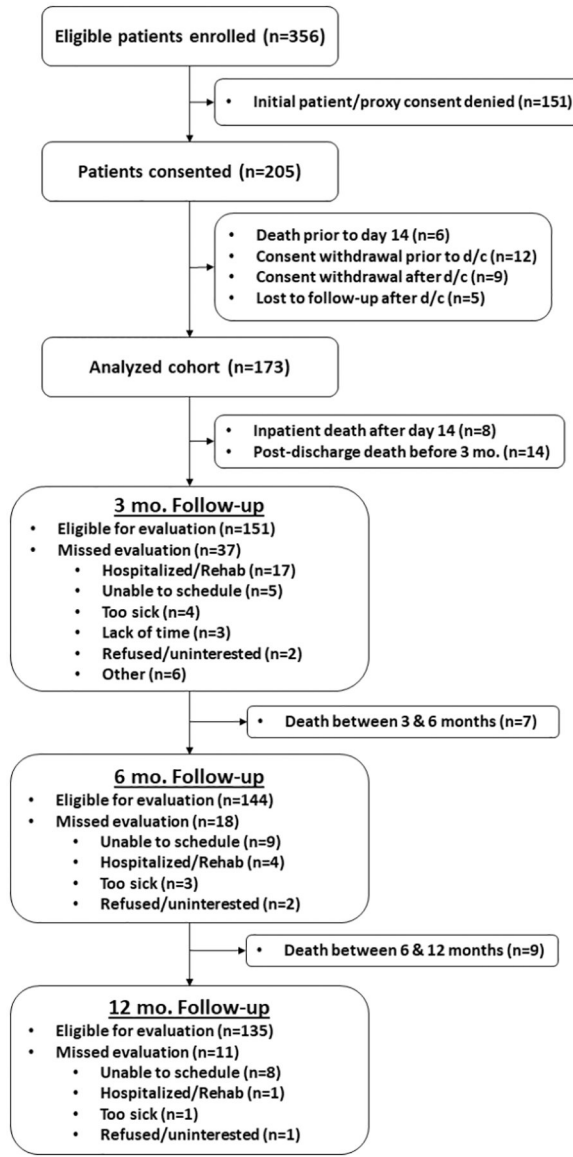 Eligible patients enrolled (n=356)
• Initial patient/proxy consent denied (n=151)
Patients consented (n=205)
• Death prior to day 14 (n=6)
• Consent withdrawal prior to d/c (n=12)
• Consent withdrawal after d/c (n=9)
• Lost to follow-up after d/c (n=5)
Analyzed cohort (n=173)
• Inpatient death after day 14 (n=8)
• Post-discharge death before 3 mo. (n=14)
3 mo. Follow-up
• Eligible for evaluation (n=151)
• Missed evaluation (n=37)
• Hospitalized/Rehab (n=17)
• Unable to schedule (n=5)
• Too sick (n=4)
• Lack of time (n=3)
• Refused/uninterested (n=2)
• Other (n=6)
• Death between 3 & 6 months (n=7)
6 mo. Follow-up
• Eligible for evaluation (n=144)
• Missed evaluation (n=18)
• Unable to schedule (n=9)
• Hospitalized/Rehab (n=4)
• Too sick (n=3)
• Refused/uninterested (n=2)
• Death between 6 & 12 months (n=9)
12 mo. Follow-up
• Eligible for evaluation (n=135)
• Missed evaluation (n=11)
• Unable to schedule (n=8)
• Hospitalized/Rehab (n=1)
• Too sick (n=1)
• Refused/uninterested (n=1)